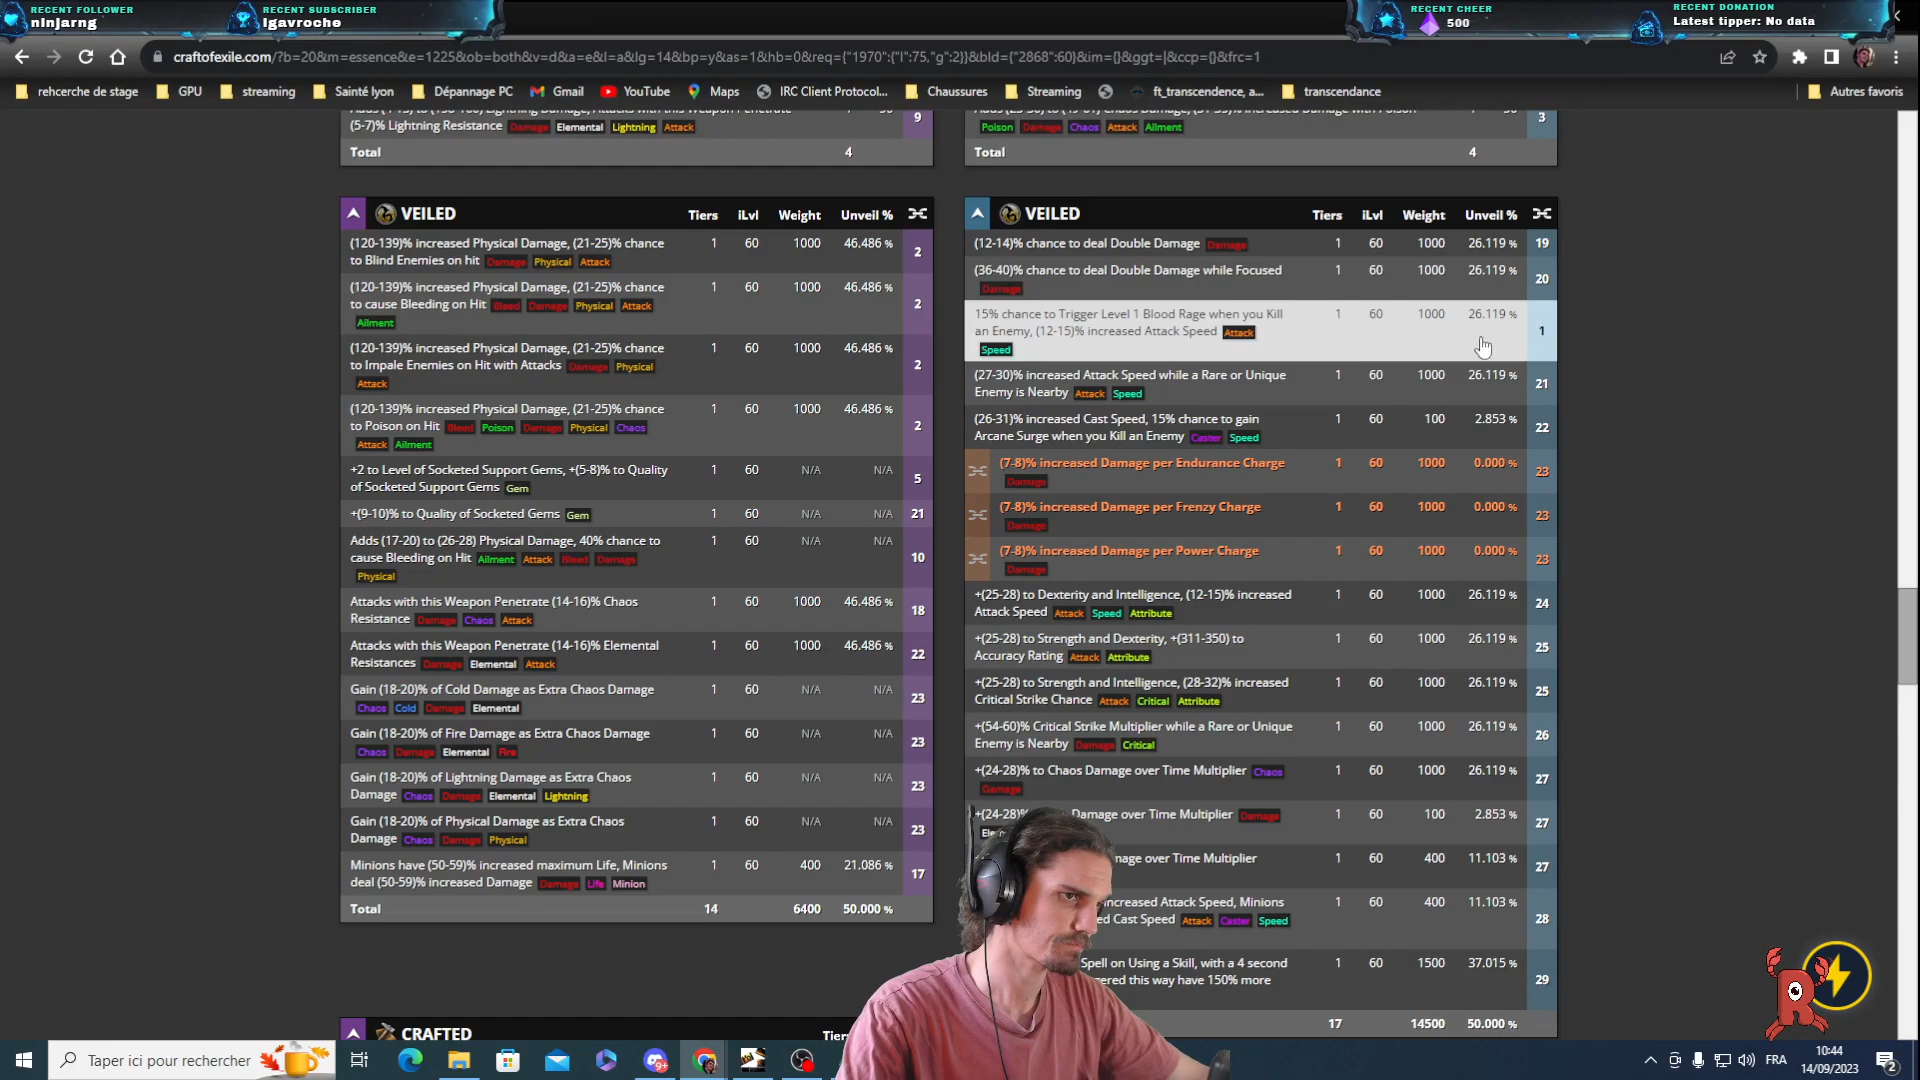 RECENT FOLLOWER
ninjarng
RECENT SUBSCRIBER
lgavroche
RECENT CHEER
500
RECENT DONATION
Latest tipper: No data
craftofexile.com/?b=20&m=essence&e=1225&ob=both&v=d&a=e&l=a&lg=14&bp=y&as=1&hb=0&req={"1970":{"l":75,"g":2}}&bld={"2868":60}&im={}&ggt=|&ccp={}&frc=1
rehcerche de stage
GPU
streaming
Sainté lyon
Dépannage PC
Gmail
YouTube
Maps
IRC Client Protocol...
Chaussures
Streaming
ft_transcendence, a...
transcendance
Autres favoris
(5-7)% Lightning Resistance Damage Elemental Lightning Attack 9
Total 4
Poison Damage Chaos Attack Ailment 3
Total 4
VEILED Tiers iLvl Weight Unveil %
(120-139)% increased Physical Damage, (21-25)% chance 1 60 1000 46.486 %
to Blind Enemies on hit Damage Physical Attack 2
(120-139)% increased Physical Damage, (21-25)% chance 1 60 1000 46.486 %
to cause Bleeding on Hit Bleed Damage Physical Attack 2
Ailment
(120-139)% increased Physical Damage, (21-25)% chance 1 60 1000 46.486 %
to Impale Enemies on Hit with Attacks Damage Physical 2
Attack
(120-139)% increased Physical Damage, (21-25)% chance 1 60 1000 46.486 %
to Poison on Hit Bleed Poison Damage Physical Chaos 2
Attack Ailment
+2 to Level of Socketed Support Gems, +(5-8)% to Quality 1 60 N/A N/A
of Socketed Support Gems Gem 5
+(9-10)% to Quality of Socketed Gems Gem 1 60 N/A N/A 21
Adds (17-20) to (26-28) Physical Damage, 40% chance to 1 60 N/A N/A
cause Bleeding on Hit Ailment Attack Bleed Damage 10
Physical
Attacks with this Weapon Penetrate (14-16)% Chaos 1 60 1000 46.486 %
Resistance Damage Chaos Attack 18
Attacks with this Weapon Penetrate (14-16)% Elemental 1 60 1000 46.486 %
Resistances Damage Elemental Attack 22
Gain (18-20)% of Cold Damage as Extra Chaos Damage 1 60 N/A N/A
Chaos Cold Damage Elemental 23
Gain (18-20)% of Fire Damage as Extra Chaos Damage 1 60 N/A N/A
Chaos Damage Elemental Fire 23
Gain (18-20)% of Lightning Damage as Extra Chaos 1 60 N/A N/A
Damage Chaos Damage Elemental Lightning 23
Gain (18-20)% of Physical Damage as Extra Chaos 1 60 N/A N/A
Damage Chaos Damage Physical 23
Minions have (50-59)% increased maximum Life, Minions 1 60 400 21.086 %
deal (50-59)% increased Damage Damage Life Minion 17
Total 14 6400 50.000 %
CRAFTED
VEILED Tiers iLvl Weight Unveil %
(12-14)% chance to deal Double Damage Damage 1 60 1000 26.119 % 19
(36-40)% chance to deal Double Damage while Focused 1 60 1000 26.119 %
Damage 20
15% chance to Trigger Level 1 Blood Rage when you Kill 1 60 1000 26.119 %
an Enemy, (12-15)% increased Attack Speed Attack 1
Speed
(27-30)% increased Attack Speed while a Rare or Unique 1 60 1000 26.119 %
Enemy is Nearby Attack Speed 21
(26-31)% increased Cast Speed, 15% chance to gain 1 60 100 2.853 %
Arcane Surge when you Kill an Enemy Caster Speed 22
(7-8)% increased Damage per Endurance Charge 1 60 1000 0.000 %
Damage 23
(7-8)% increased Damage per Frenzy Charge 1 60 1000 0.000 %
Damage 23
(7-8)% increased Damage per Power Charge 1 60 1000 0.000 %
Damage 23
+(25-28) to Dexterity and Intelligence, (12-15)% increased 1 60 1000 26.119 %
Attack Speed Attack Speed Attribute 24
+(25-28) to Strength and Dexterity, +(311-350) to 1 60 1000 26.119 %
Accuracy Rating Attack Attribute 25
+(25-28) to Strength and Intelligence, (28-32)% increased 1 60 1000 26.119 %
Critical Strike Chance Attack Critical Attribute 25
+(54-60)% Critical Strike Multiplier while a Rare or Unique 1 60 1000 26.119 %
Enemy is Nearby Damage Critical 26
+(24-28)% to Chaos Damage over Time Multiplier Chaos 1 60 1000 26.119 %
Damage 27
+(24-28)% Damage over Time Multiplier Damage 1 60 100 2.853 %
27
over Time Multiplier 1 60 400 11.103 %
27
increased Attack Speed, Minions 1 60 400 11.103 %
Cast Speed Attack Caster Speed 28
Spell on Using a Skill, with a 4 second 1 60 1500 37.015 %
this way have 150% more 29
Total 17 14500 50.000 %
Taper ici pour rechercher
9+
FRA
10:44
14/09/2023
2